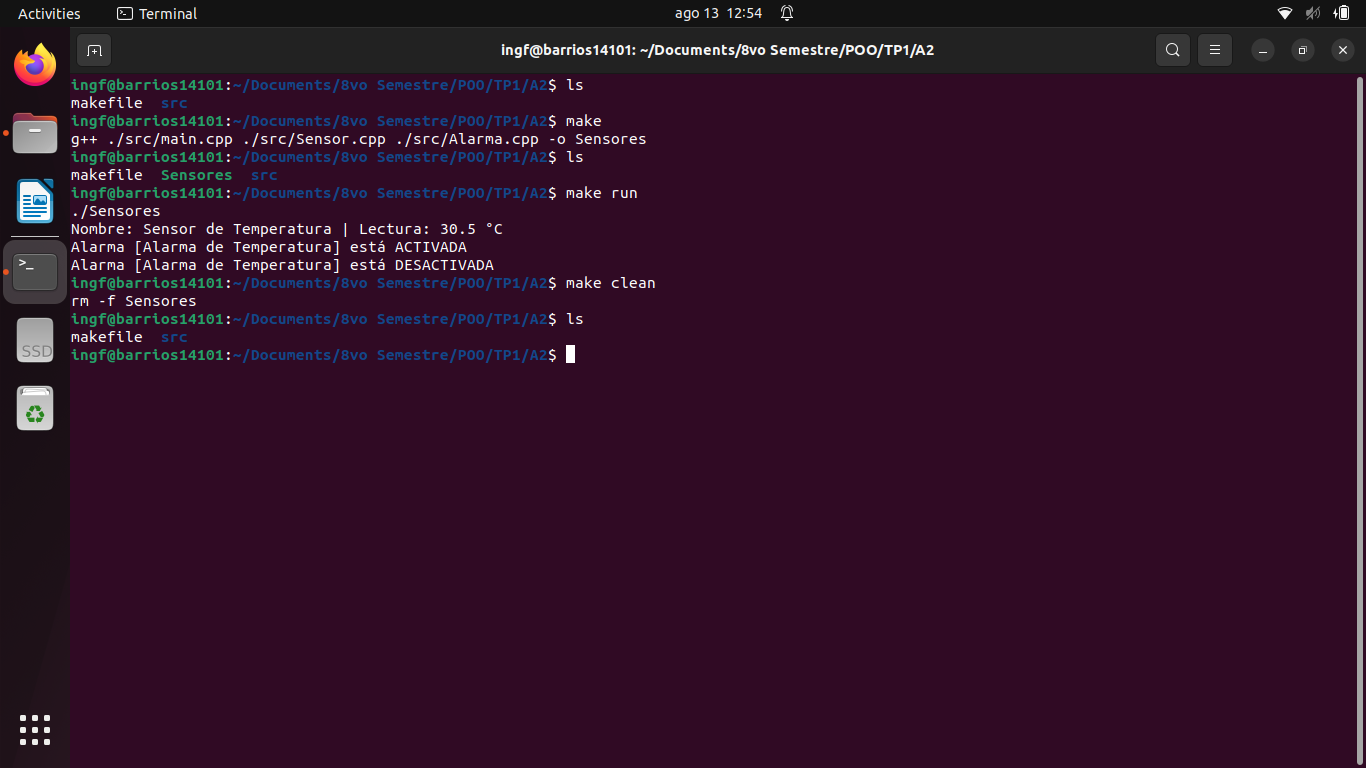 Activities
Terminal
ago 13 12:54
ingf@barrios14101: ~/Documents/8vo Semestre/POO/TP1/A2
ingf@barrios14101:~/Documents/8vo Semestre/POO/TP1/A2$ ls
makefile src
ingf@barrios14101:~/Documents/8vo Semestre/POO/TP1/A2$ make
g++ ./src/main.cpp ./src/Sensor.cpp ./src/Alarma.cpp -o Sensores
ingf@barrios14101:~/Documents/8vo Semestre/POO/TP1/A2$ ls
makefile Sensores src
ingf@barrios14101:~/Documents/8vo Semestre/POO/TP1/A2$ make run
./Sensores
Nombre: Sensor de Temperatura | Lectura: 30.5 °C
Alarma [Alarma de Temperatura] está ACTIVADA
Alarma [Alarma de Temperatura] está DESACTIVADA
ingf@barrios14101:~/Documents/8vo Semestre/POO/TP1/A2$ make clean
rm -f Sensores
ingf@barrios14101:~/Documents/8vo Semestre/POO/TP1/A2$ ls
makefile src
ingf@barrios14101:~/Documents/8vo Semestre/POO/TP1/A2$
>_
SSD